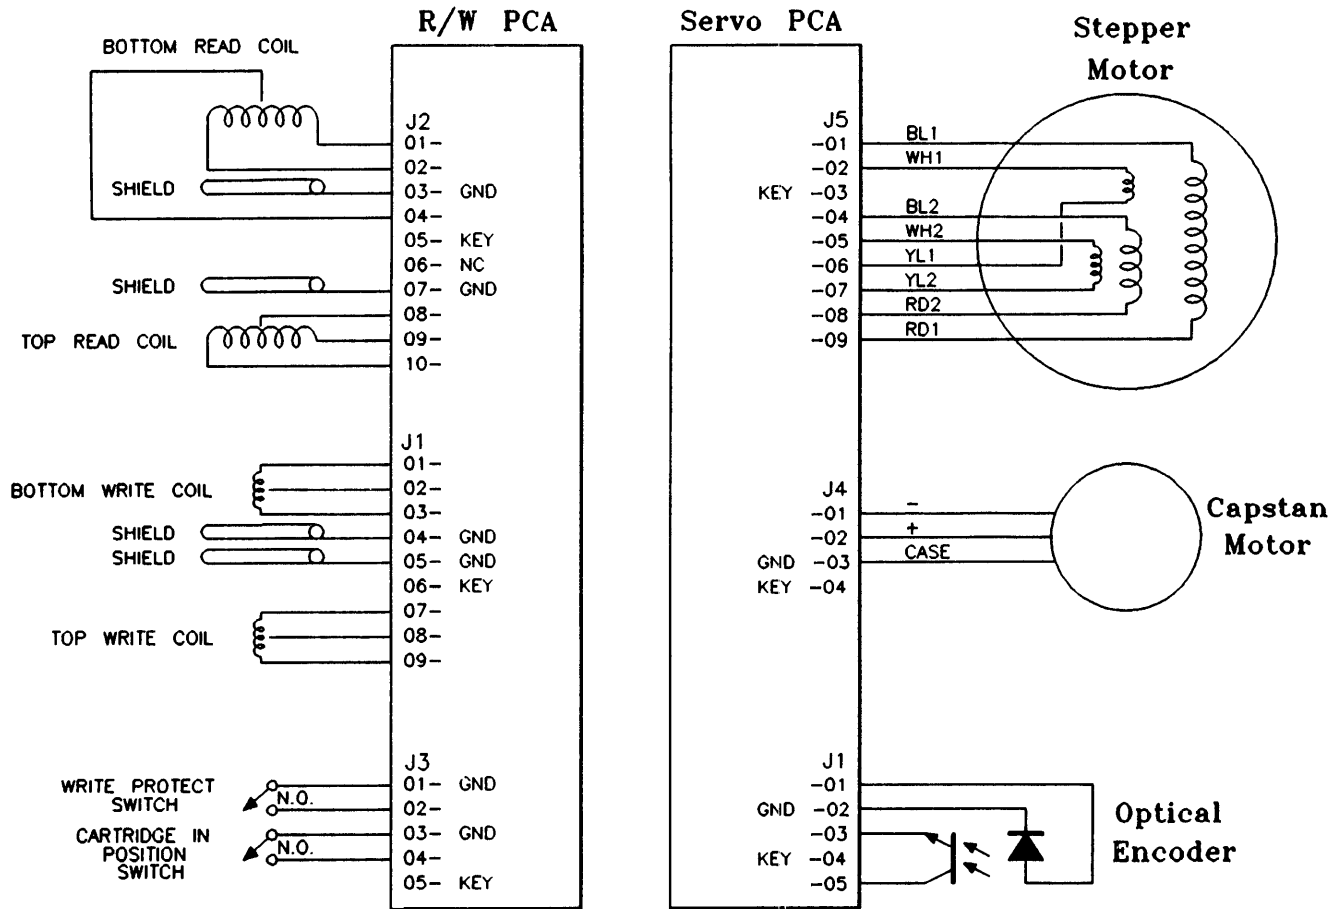 R/W PCA
BOTTOM READ COIL
J2
01-
02-
SHIELD 03- GND
04-
05- KEY
06- NC
SHIELD 07- GND
08-
TOP READ COIL 09-
10-
J1
01-
BOTTOM WRITE COIL 02-
03-
SHIELD 04- GND
SHIELD 05- GND
06- KEY
07-
TOP WRITE COIL 08-
09-
J3
WRITE PROTECT 01- GND
SWITCH N.O. 02-
CARTRIDGE IN 03- GND
POSITION N.O. 04-
SWITCH
05- KEY
Servo PCA
Stepper
Motor
J5
-01 BL1
-02 WH1
KEY -03
-04 BL2
-05 WH2
-06 YL1
-07 YL2
-08 RD2
-09 RD1
J4
-01 -
-02 +
GND -03 CASE
KEY -04
Capstan
Motor
J1
-01
GND -02
-03
KEY -04
-05
Optical
Encoder